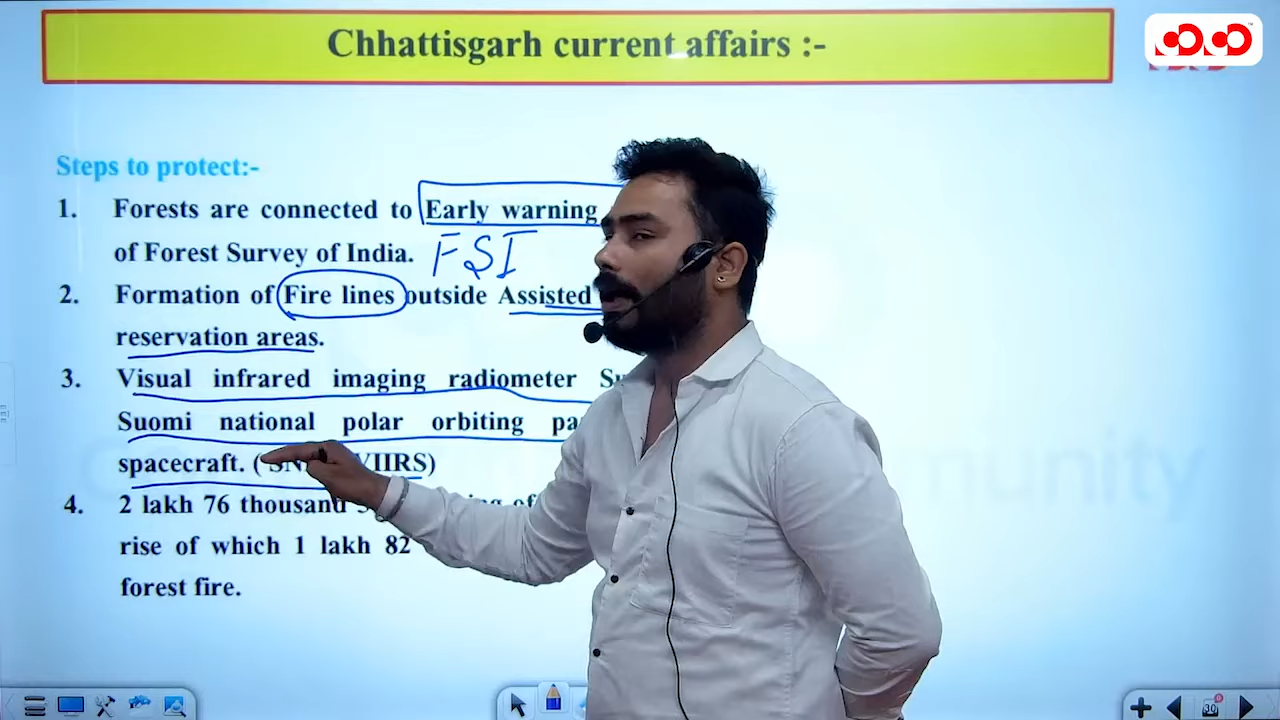 Chhattisgarh current affairs :-
Steps to protect:-
1. Forests are connected to Early warning
of Forest Survey of India. FSI
2. Formation of Fire lines outside Assisted
reservation areas.
3. Visual infrared imaging radiometer
Suomi national polar orbiting
spacecraft. ( VIIRS)
4. 2 lakh 76 thousand of
rise of which 1 lakh 82
forest fire.
30